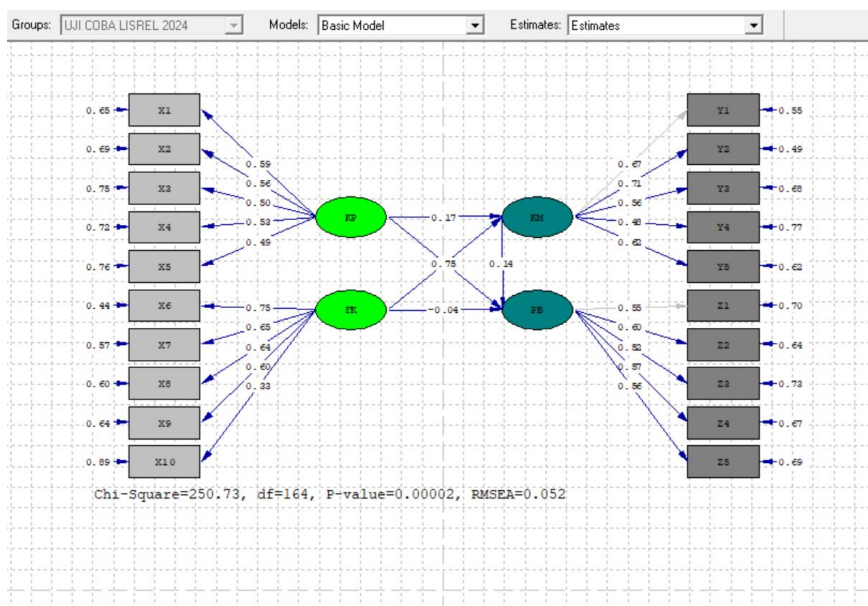 Groups: UJI COBA LISREL 2024 Models: Basic Model Estimates: Estimates
0.65 X1 Y1 0.55
0.69 X2 Y2 0.49
0.75 X3 Y3 0.68
0.72 X4 Y4 0.77
0.76 X5 Y5 0.62
0.44 X6 Z1 0.70
0.57 X7 Z2 0.64
0.60 X8 Z3 0.73
0.64 X9 Z4 0.67
0.89 X10 Z5 0.69
0.59
0.56
0.50
0.53
0.49
KP
0.75
0.65
0.64
0.60
0.33
0.17
0.75
0.14
-0.04
KM
0.67
0.71
0.56
0.48
0.62
PB
0.55
0.60
0.52
0.57
0.56
Chi-Square=250.73, df=164, P-value=0.00002, RMSEA=0.052